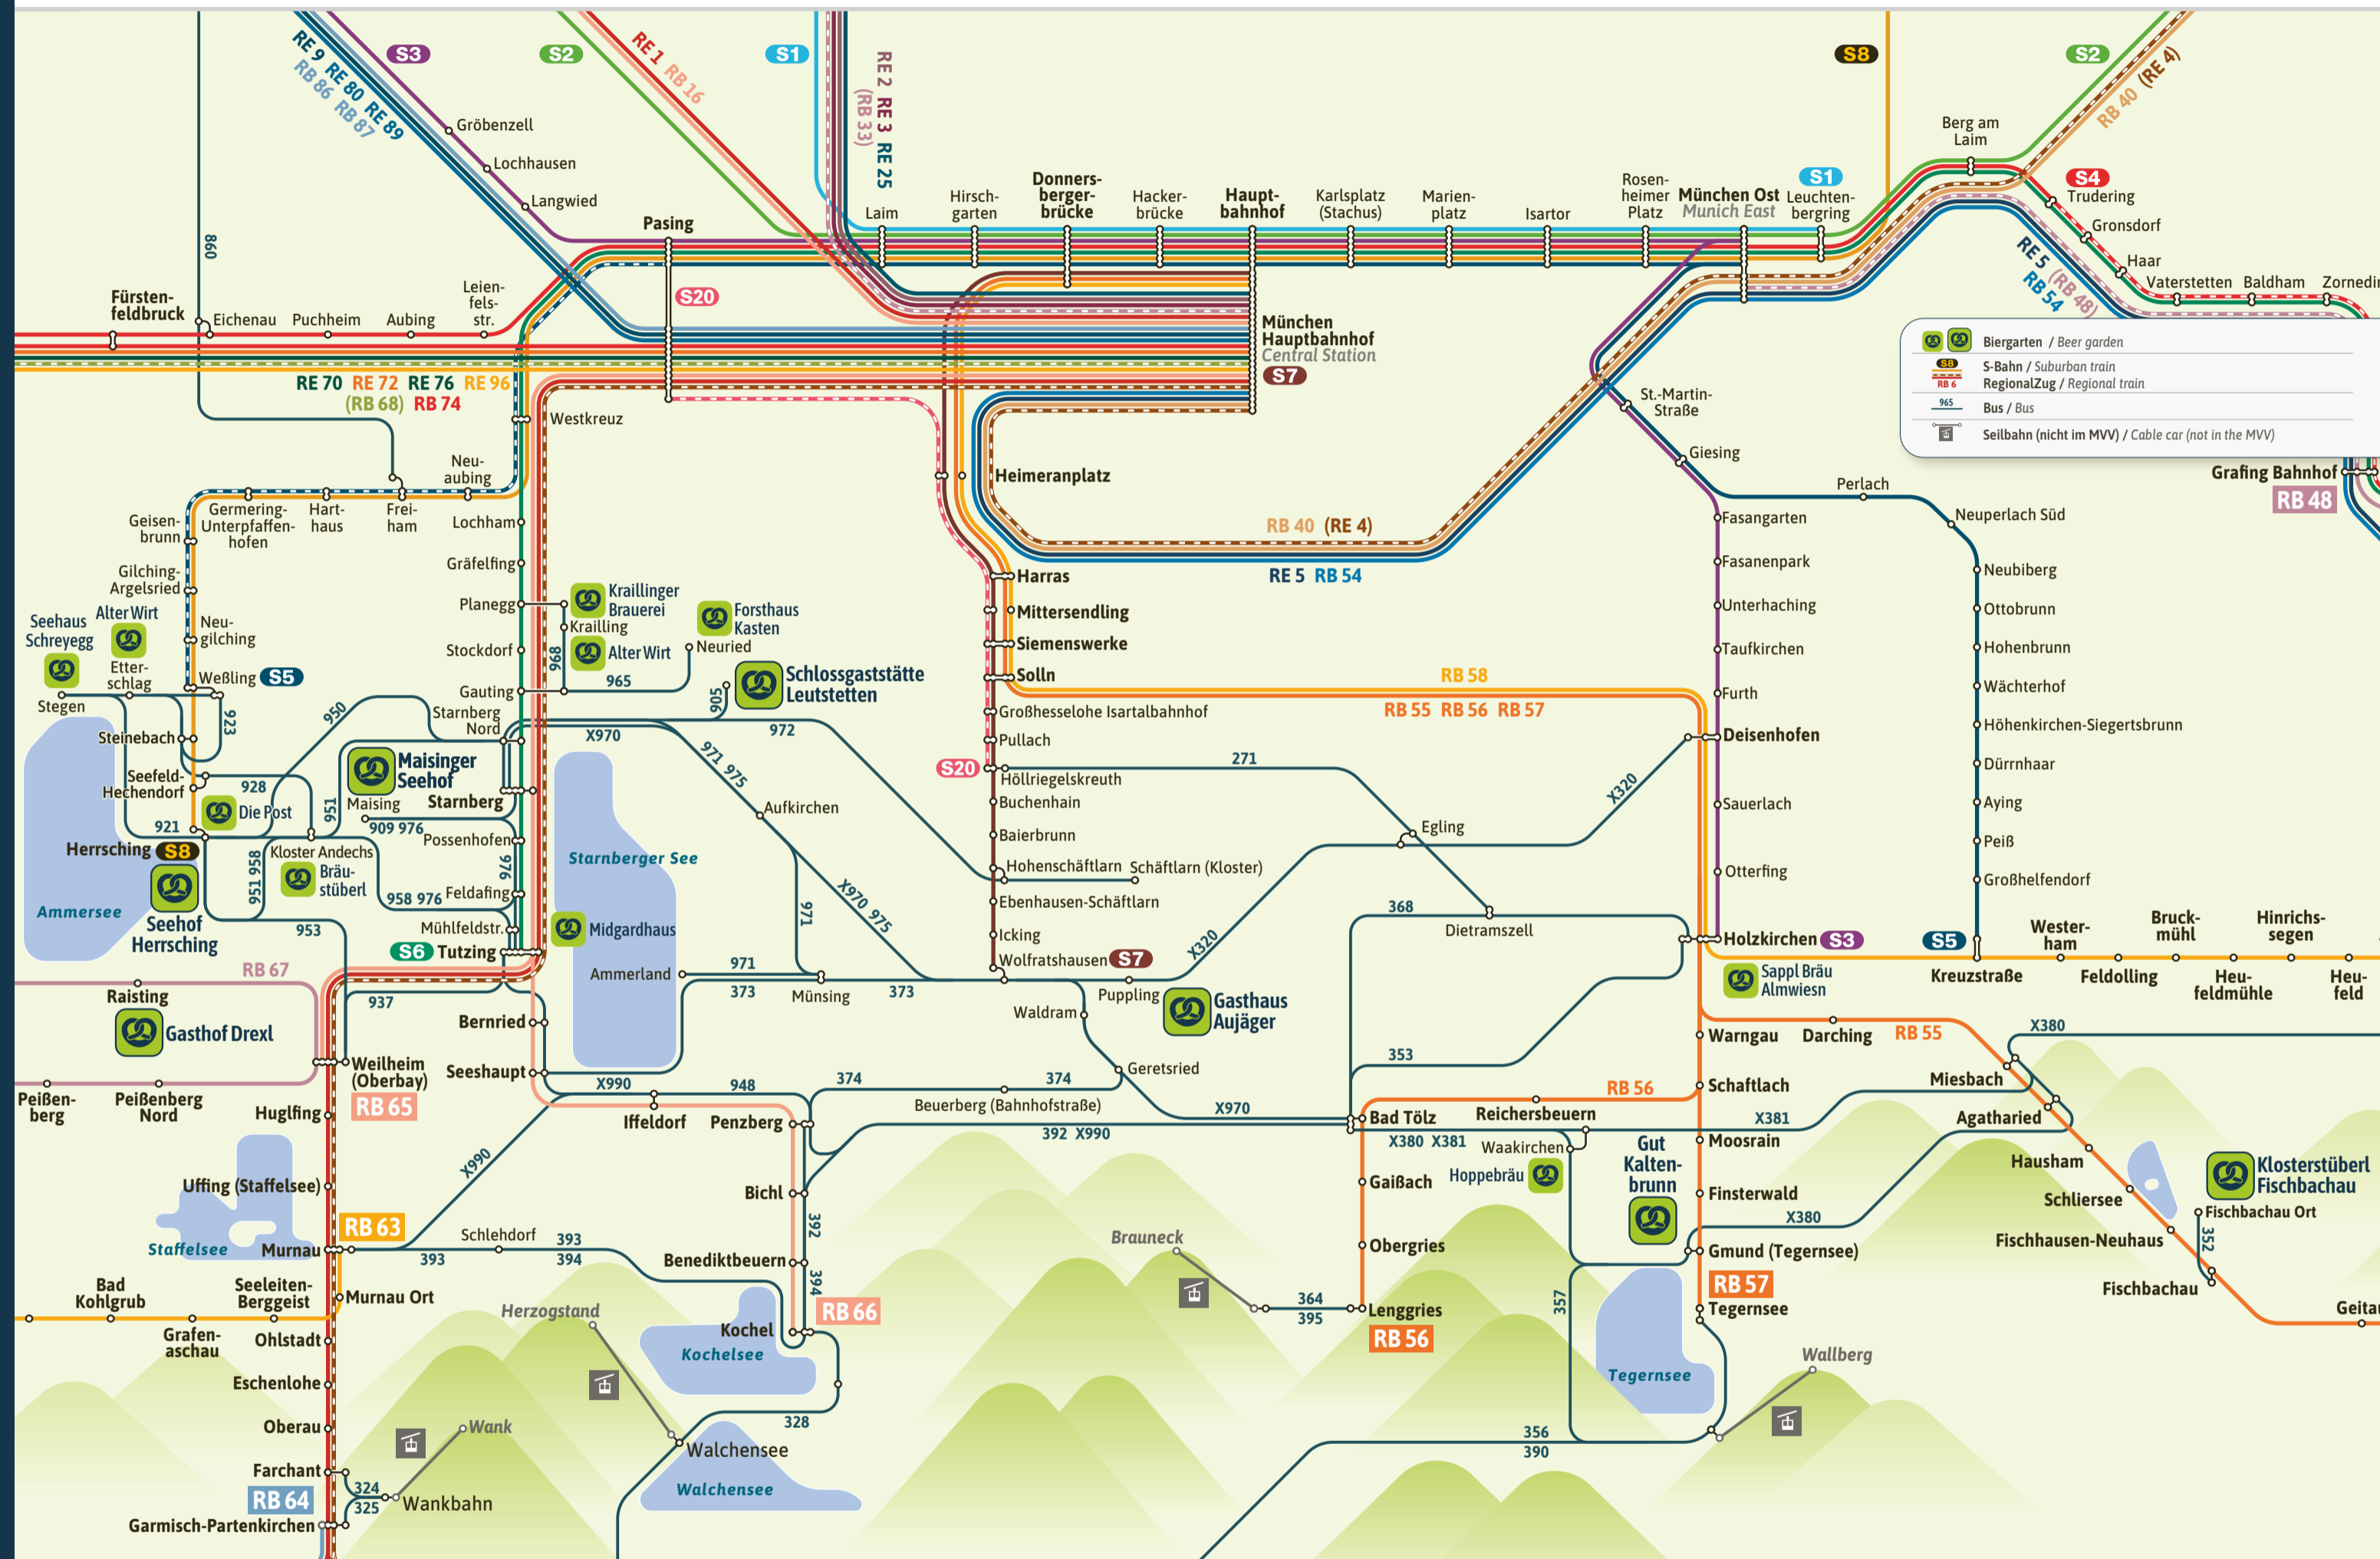 RE 9 RE 80 RE 89
RB 86 RB 87
S3
S2
RE 1 RB 16
S1
RE 2 RE 3 RE 25
(RB 33)
S8
S2
RB 40 (RE 4)
Gröbenzell
Lochhausen
Langwied
Pasing
Laim
Hirsch-
garten
Donners-
berger-
brücke
Hacker-
brücke
Haupt-
bahnhof
Karlsplatz
(Stachus)
Marien-
platz
Isartor
Rosen-
heimer
Platz
München Ost
Munich East
S1
Leuchten-
bergring
Berg am
Laim
S4
Trudering
Gronsdorf
Haar
Vaterstetten
Baldham
Zornedin
RE 5 (RB 48)
RB 54
860
Fürsten-
feldbruck
Eichenau
Puchheim
Aubing
Leien-
fels-
str.
S20
München
Hauptbahnhof
Central Station
S7
RE 70 RE 72 RE 76 RE 96
(RB 68) RB 74
Biergarten / Beer garden
S8
S-Bahn / Suburban train
RB 6
RegionalZug / Regional train
965
Bus / Bus
Seilbahn (nicht im MVV) / Cable car (not in the MVV)
Westkreuz
Neu-
aubing
Germering-
Unterpfaffen-
hofen
Hart-
haus
Frei-
ham
Geisen-
brunn
Gilching-
Argelsried
Neu-
gilching
Weßling
S5
Seehaus
Schreyegg
Alter Wirt
Etter-
schlag
Stegen
923
Steinebach
Seefeld-
Hechendorf
928
Die Post
921
Herrsching
S8
Seehof
Herrsching
Ammersee
Lochham
Gräfelfing
Planegg
Stockdorf
Gauting
Starnberg
Nord
Kraillinger
Brauerei
Krailling
Alter Wirt
968
965
Forsthaus
Kasten
Neuried
905
Schlossgaststätte
Leutstetten
950
951
Maisinger
Seehof
Maising
909 976
Starnberg
Possenhofen
976
Feldafing
Mühlfeldstr.
S6
Tutzing
Kloster Andechs
Bräu-
stüberl
951 958
958 976
953
937
X970
972
971 975
Aufkirchen
Starnberger See
Midgardhaus
X970 975
971
Ammerland
971
373
Münsing
373
Heimeranplatz
Harras
Mittersendling
Siemenswerke
Solln
Großhesselohe Isartalbahnhof
Pullach
S20
Höllriegelskreuth
Buchenhain
Baierbrunn
Hohenschäftlarn
Schäftlarn (Kloster)
Ebenhausen-Schäftlarn
Icking
Wolfratshausen
S7
271
RB 40 (RE 4)
RE 5 RB 54
RB 58
RB 55 RB 56 RB 57
St.-Martin-
Straße
Giesing
Fasangarten
Fasanenpark
Unterhaching
Taufkirchen
Furth
Deisenhofen
Sauerlach
Otterfing
Holzkirchen
S3
Sappl Bräu
Almwiesn
Perlach
Neuperlach Süd
Neubiberg
Ottobrunn
Hohenbrunn
Wächterhof
Höhenkirchen-Siegertsbrunn
Dürrnhaar
Aying
Peiß
Großhelfendorf
S5
Kreuzstraße
Grafing Bahnhof
RB 48
Wester-
ham
Feldolling
Bruck-
mühl
Heu-
feldmühle
Hinrichs-
segen
Heu-
feld
X320
Egling
368
Dietramszell
X320
Puppling
Gasthaus
Aujäger
Waldram
Geretsried
353
RB 67
Raisting
Gasthof Drexl
Peißen-
berg
Peißenberg
Nord
Weilheim
(Oberbay)
RB 65
Huglfing
Uffing (Staffelsee)
Staffelsee
RB 63
Murnau
Bad
Kohlgrub
Grafen-
aschau
Seeleiten-
Berggeist
Murnau Ort
Ohlstadt
Eschenlohe
Oberau
Farchant
RB 64
Garmisch-Partenkirchen
324
325
Wank
Wankbahn
Bernried
Seeshaupt
X990
948
Iffeldorf
Penzberg
374
374
Beuerberg (Bahnhofstraße)
X970
392 X990
X990
Bichl
392
Benediktbeuern
394
Schlehdorf
393
393
394
Kochel
RB 66
Kochelsee
Herzogstand
328
Walchensee
Walchensee
Bad Tölz
RB 56
Reichersbeuern
X380 X381
Waakirchen
Hoppebräu
X381
Gaißach
Obergries
Lenggries
RB 56
Brauneck
364
395
Warngau
Schaftlach
Moosrain
Finsterwald
Gmund (Tegernsee)
RB 57
Tegernsee
Gut
Kalten-
brunn
357
Tegernsee
356
390
Wallberg
Darching
RB 55
X380
Miesbach
Agatharied
Hausham
Schliersee
Fischhausen-Neuhaus
Fischbachau
X380
Klosterstüberl
Fischbachau
Fischbachau Ort
352
Geitau